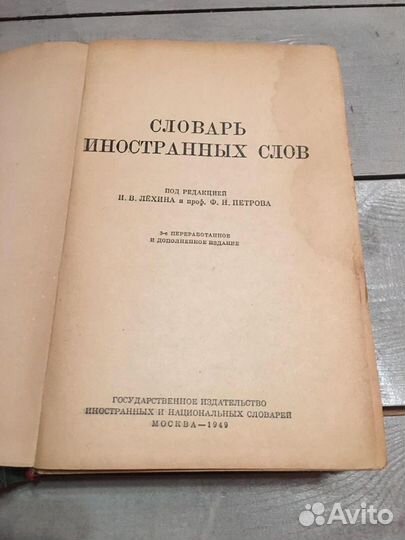 СЛОВАРЬ
ИНОСТРАННЫХ СЛОВ
ПОД РЕДАКЦИЕЙ
И. В. ЛЁХИНА и проф. Ф. Н. ПЕТРОВА
3-е ПЕРЕРАБОТАННОЕ
И ДОПОЛНЕННОЕ ИЗДАНИЕ
ГОСУДАРСТВЕННОЕ ИЗДАТЕЛЬСТВО
ИНОСТРАННЫХ И НАЦИОНАЛЬНЫХ СЛОВАРЕЙ
МОСКВА—1949
Avito